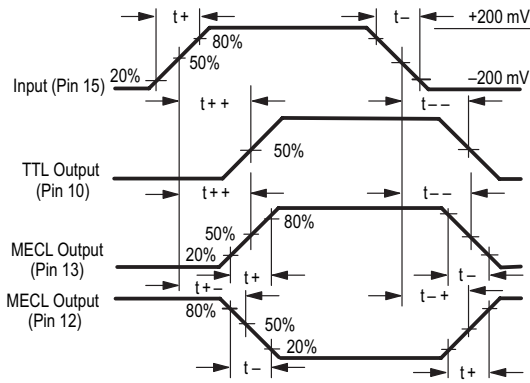 t+
t–
+200 mV
80%
50%
20%
Input (Pin 15)
–200 mV
t++
t– –
TTL Output
(Pin 10)
50%
t++
t– –
MECL Output
(Pin 13)
80%
50%
20%
t+
t–
t+–
t–+
MECL Output
(Pin 12)
80%
50%
20%
t–
t+